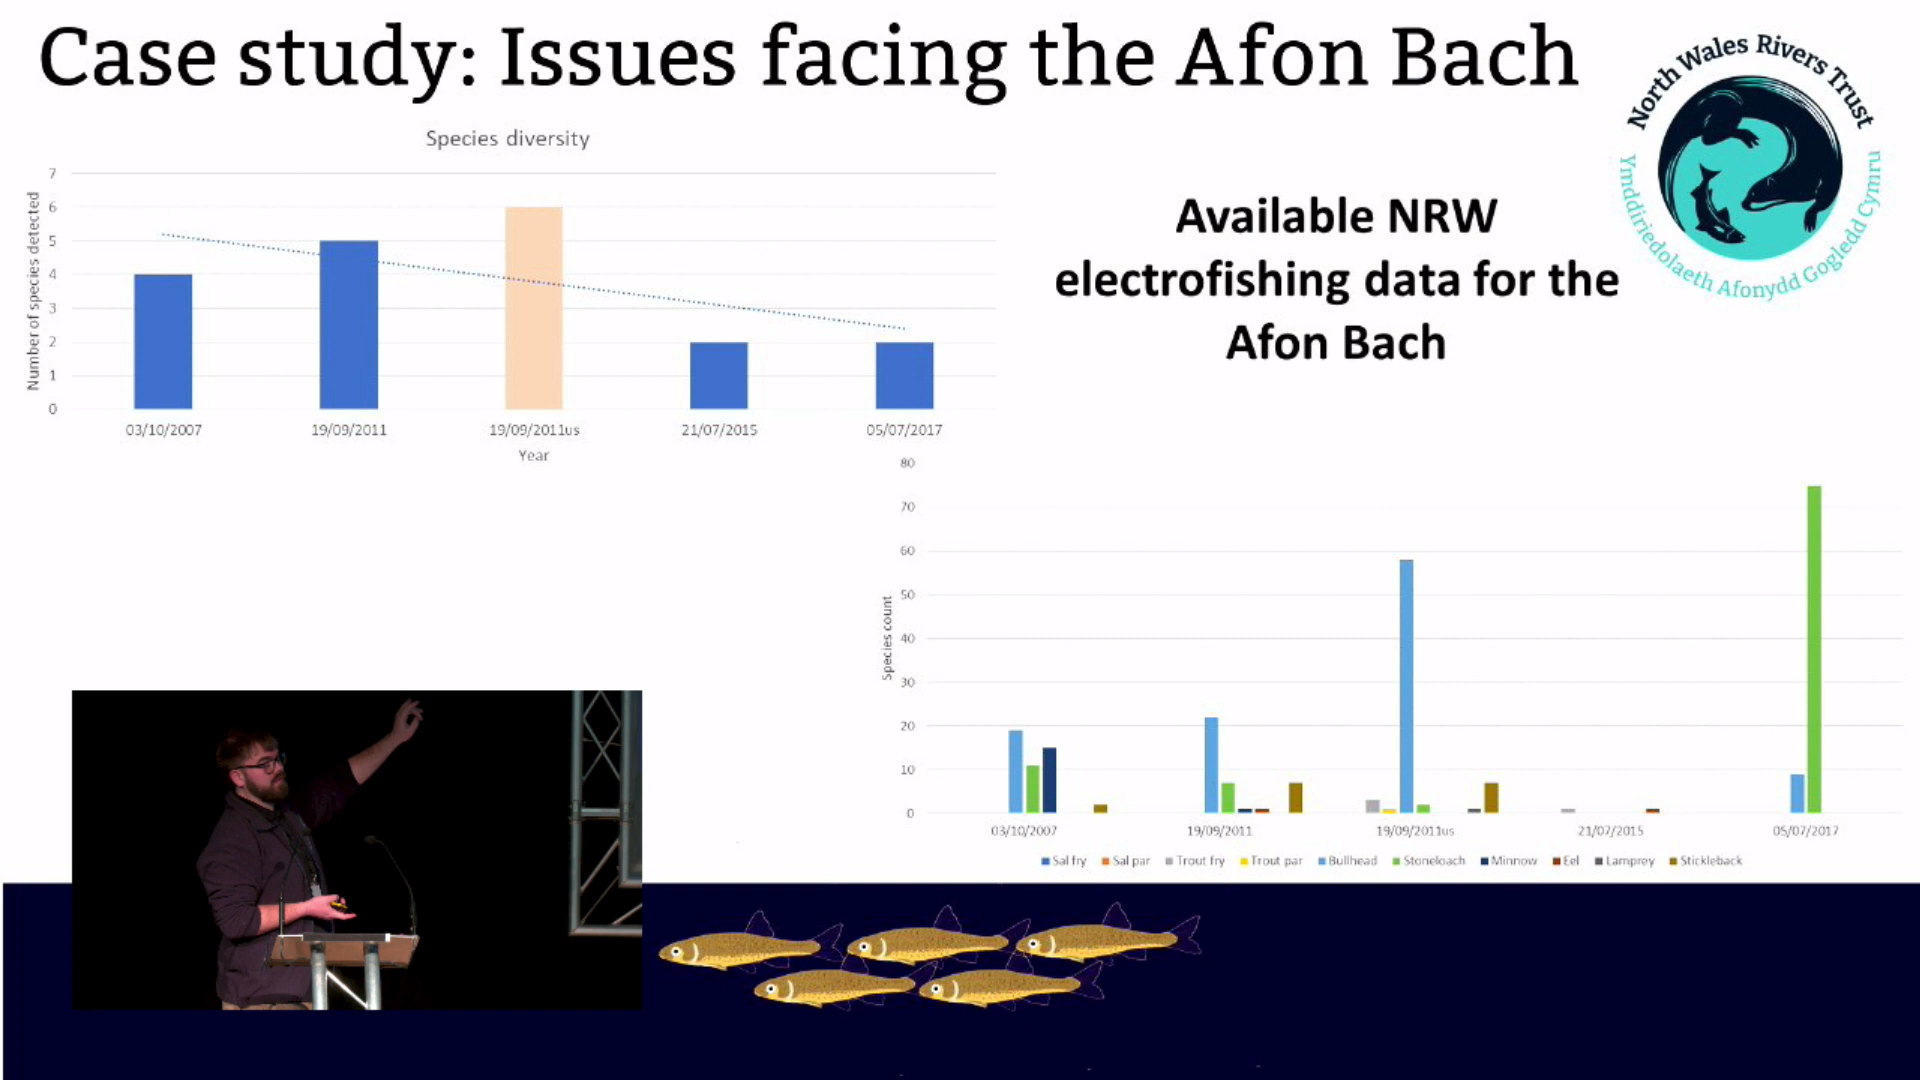 Case study: Issues facing the Afon Bach
North Wales Rivers Trust
Ymddiriedolaeth Afonydd Gogledd Cymru
Species diversity
Number of species detected
7
6
5
4
3
2
1
0
03/10/2007 19/09/2011 19/09/2011us 21/07/2015 05/07/2017
Year
Available NRW
electrofishing data for the
Afon Bach
Species count
80
70
60
50
40
30
20
10
0
03/10/2007 19/09/2011 19/09/2011us 21/07/2015 05/07/2017
Sal fry Sal par Trout fry Trout par Bullhead Stoneloach Minnow Eel Lamprey Stickleback